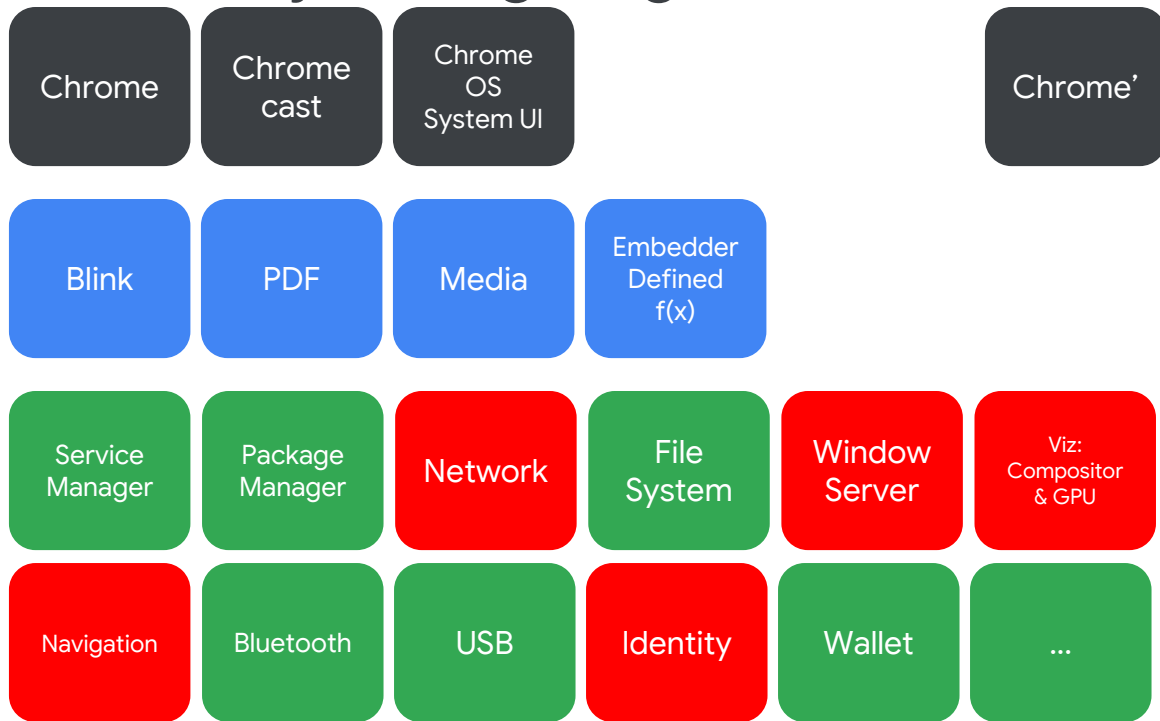 Chrome
Chrome
cast
Chrome
OS
System UI
Chrome’
Blink
PDF
Media
Embedder
Defined
f(x)
Service
Manager
Package
Manager
Network
File
System
Window
Server
Viz:
Compositor
& GPU
Navigation
Bluetooth
USB
Identity
Wallet
...